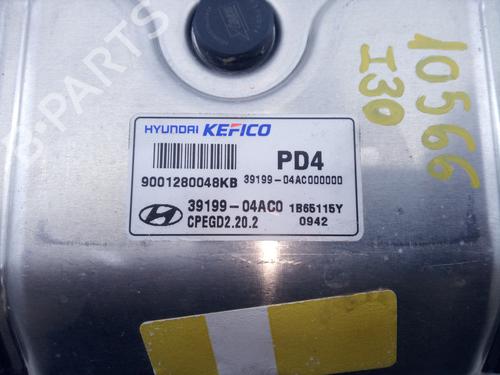 HYUNDAI KEFICO
PD4
9001280048KB 39199-04AC000000
39199-04AC0 1B65115Y
CPEGD2.20.2 0942
10566
I30
B-PARTS